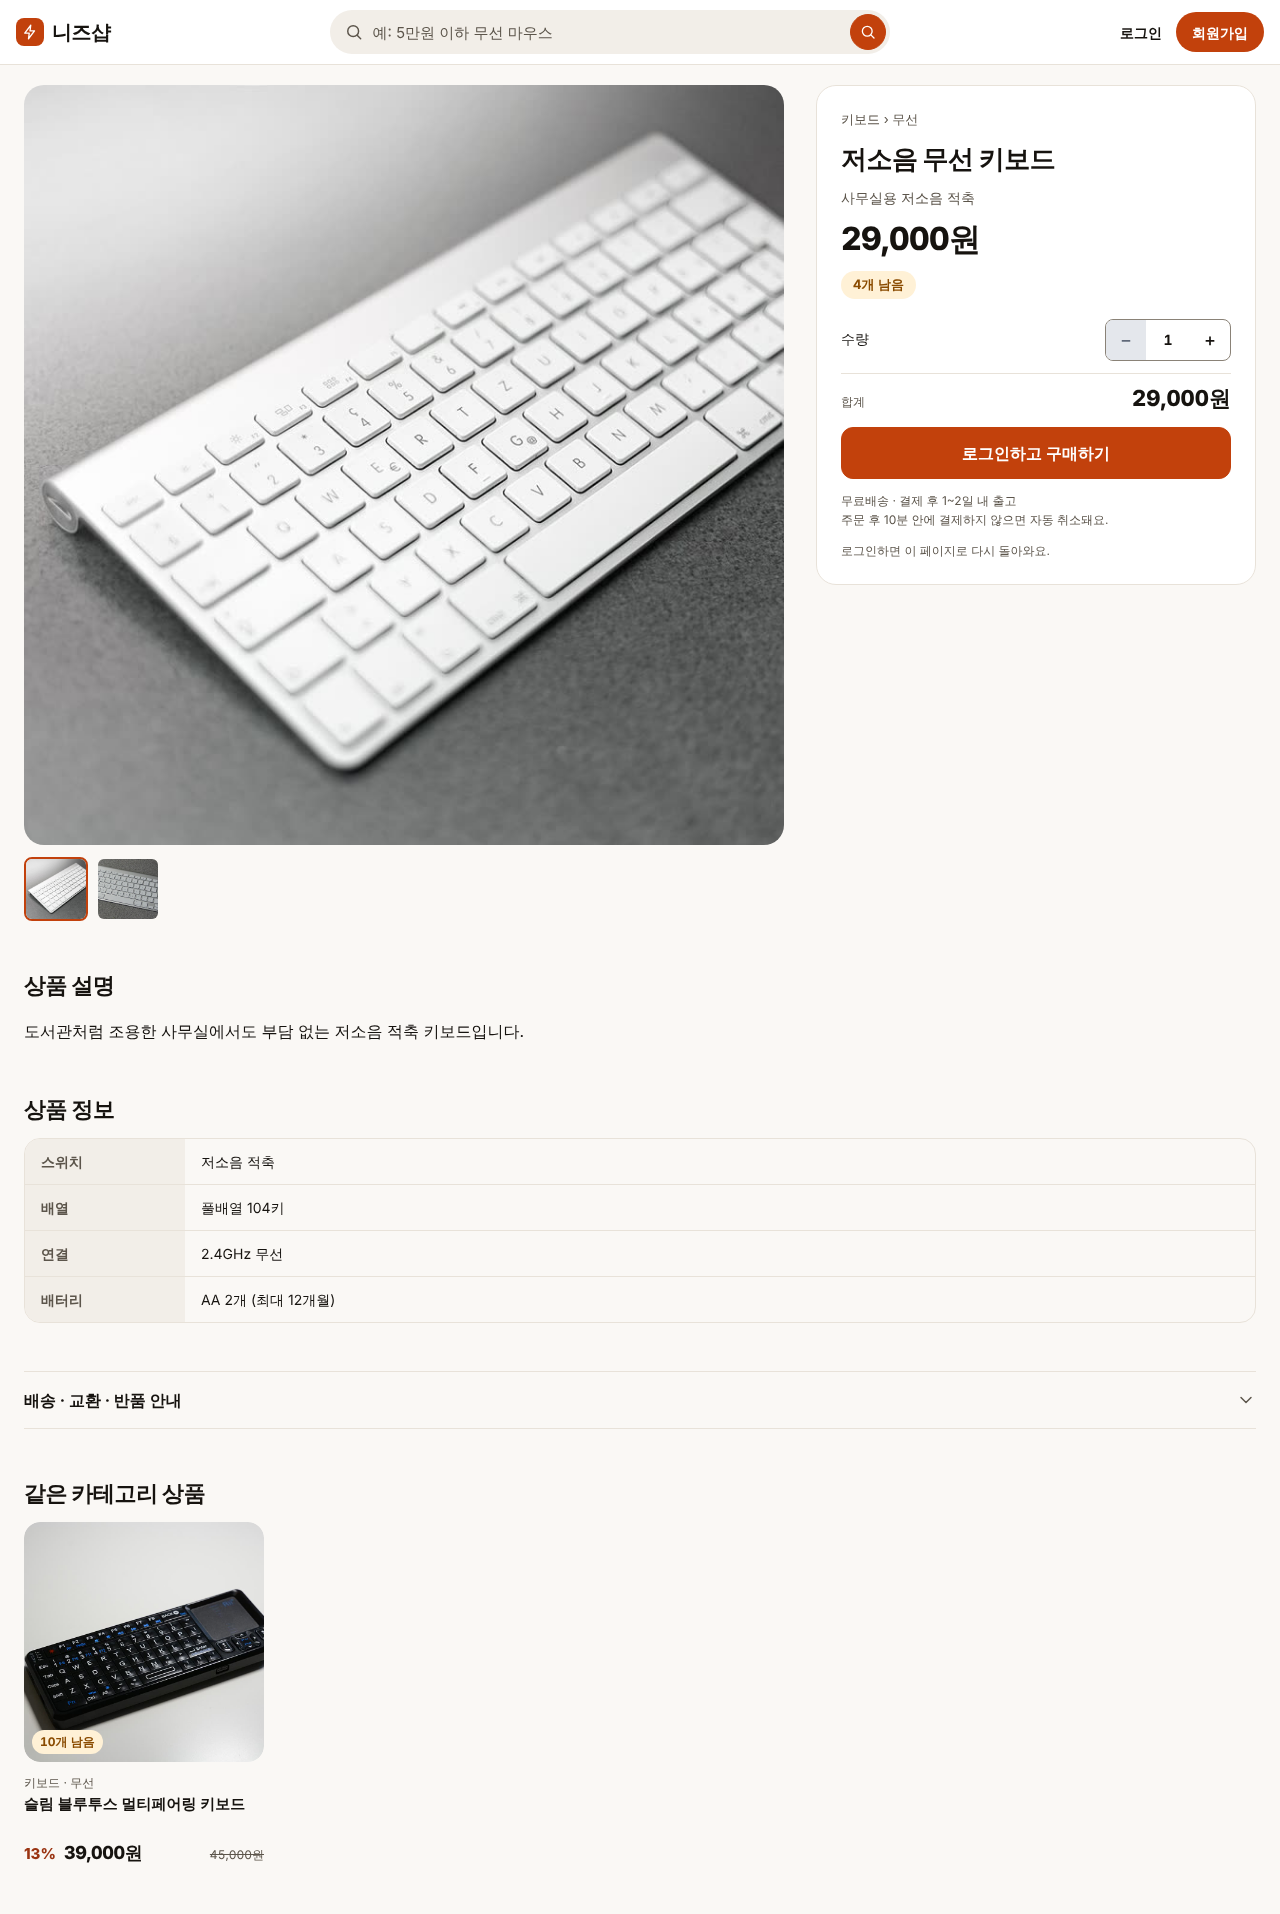 니즈샵
예: 5만원 이하 무선 마우스
로그인
회원가입
키보드 › 무선
저소음 무선 키보드
사무실용 저소음 적축
29,000원
4개 남음
수량
− 1 +
합계
29,000원
로그인하고 구매하기
무료배송 · 결제 후 1~2일 내 출고
주문 후 10분 안에 결제하지 않으면 자동 취소돼요.
로그인하면 이 페이지로 다시 돌아와요.
상품 설명
도서관처럼 조용한 사무실에서도 부담 없는 저소음 적축 키보드입니다.
상품 정보
스위치 저소음 적축
배열 풀배열 104키
연결 2.4GHz 무선
배터리 AA 2개 (최대 12개월)
배송 · 교환 · 반품 안내
같은 카테고리 상품
10개 남음
키보드 · 무선
슬림 블루투스 멀티페어링 키보드
13% 39,000원 45,000원